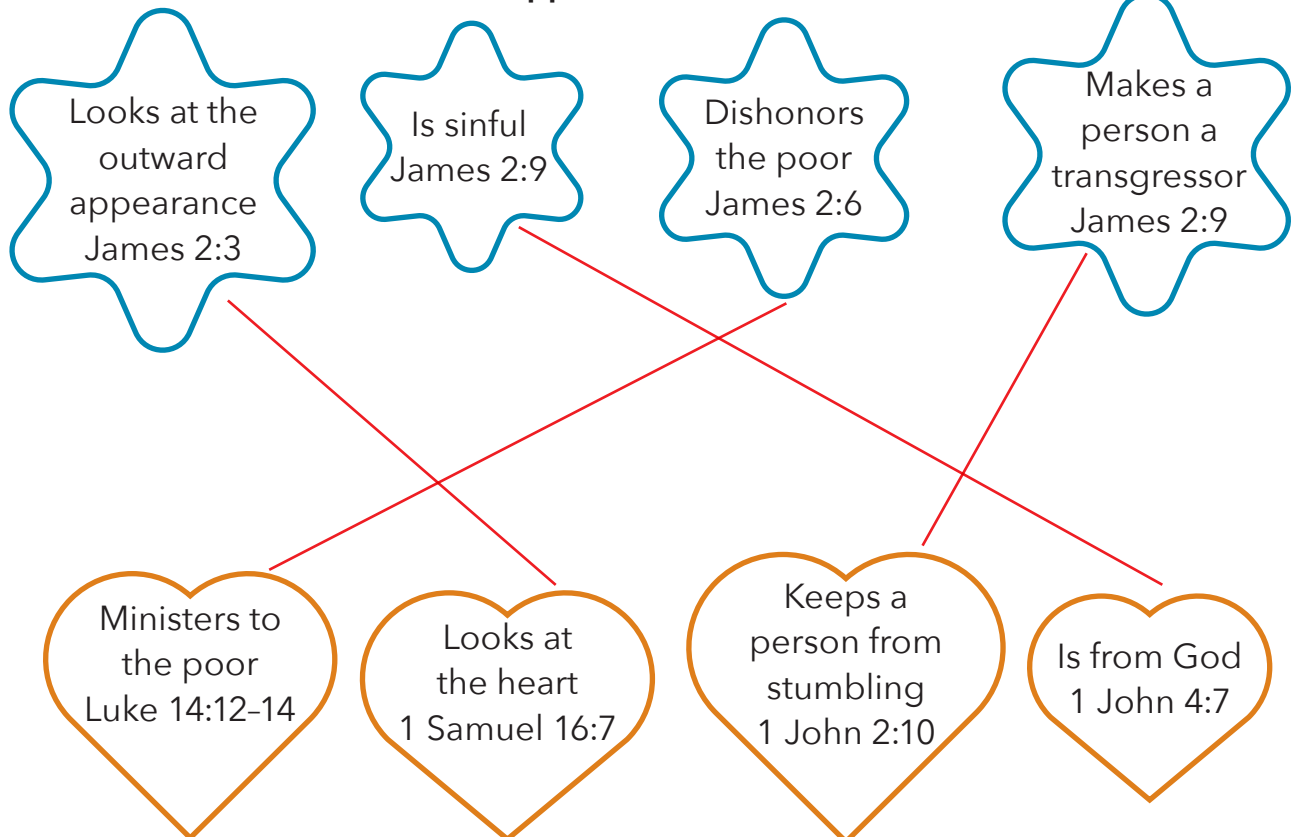 Looks at the
outward
appearance
James 2:3
Is sinful
James 2:9
Dishonors
the poor
James 2:6
Makes a
person a
transgressor
James 2:9
Ministers to
the poor
Luke 14:12–14
Looks at
the heart
1 Samuel 16:7
Keeps a
person from
stumbling
1 John 2:10
Is from God
1 John 4:7